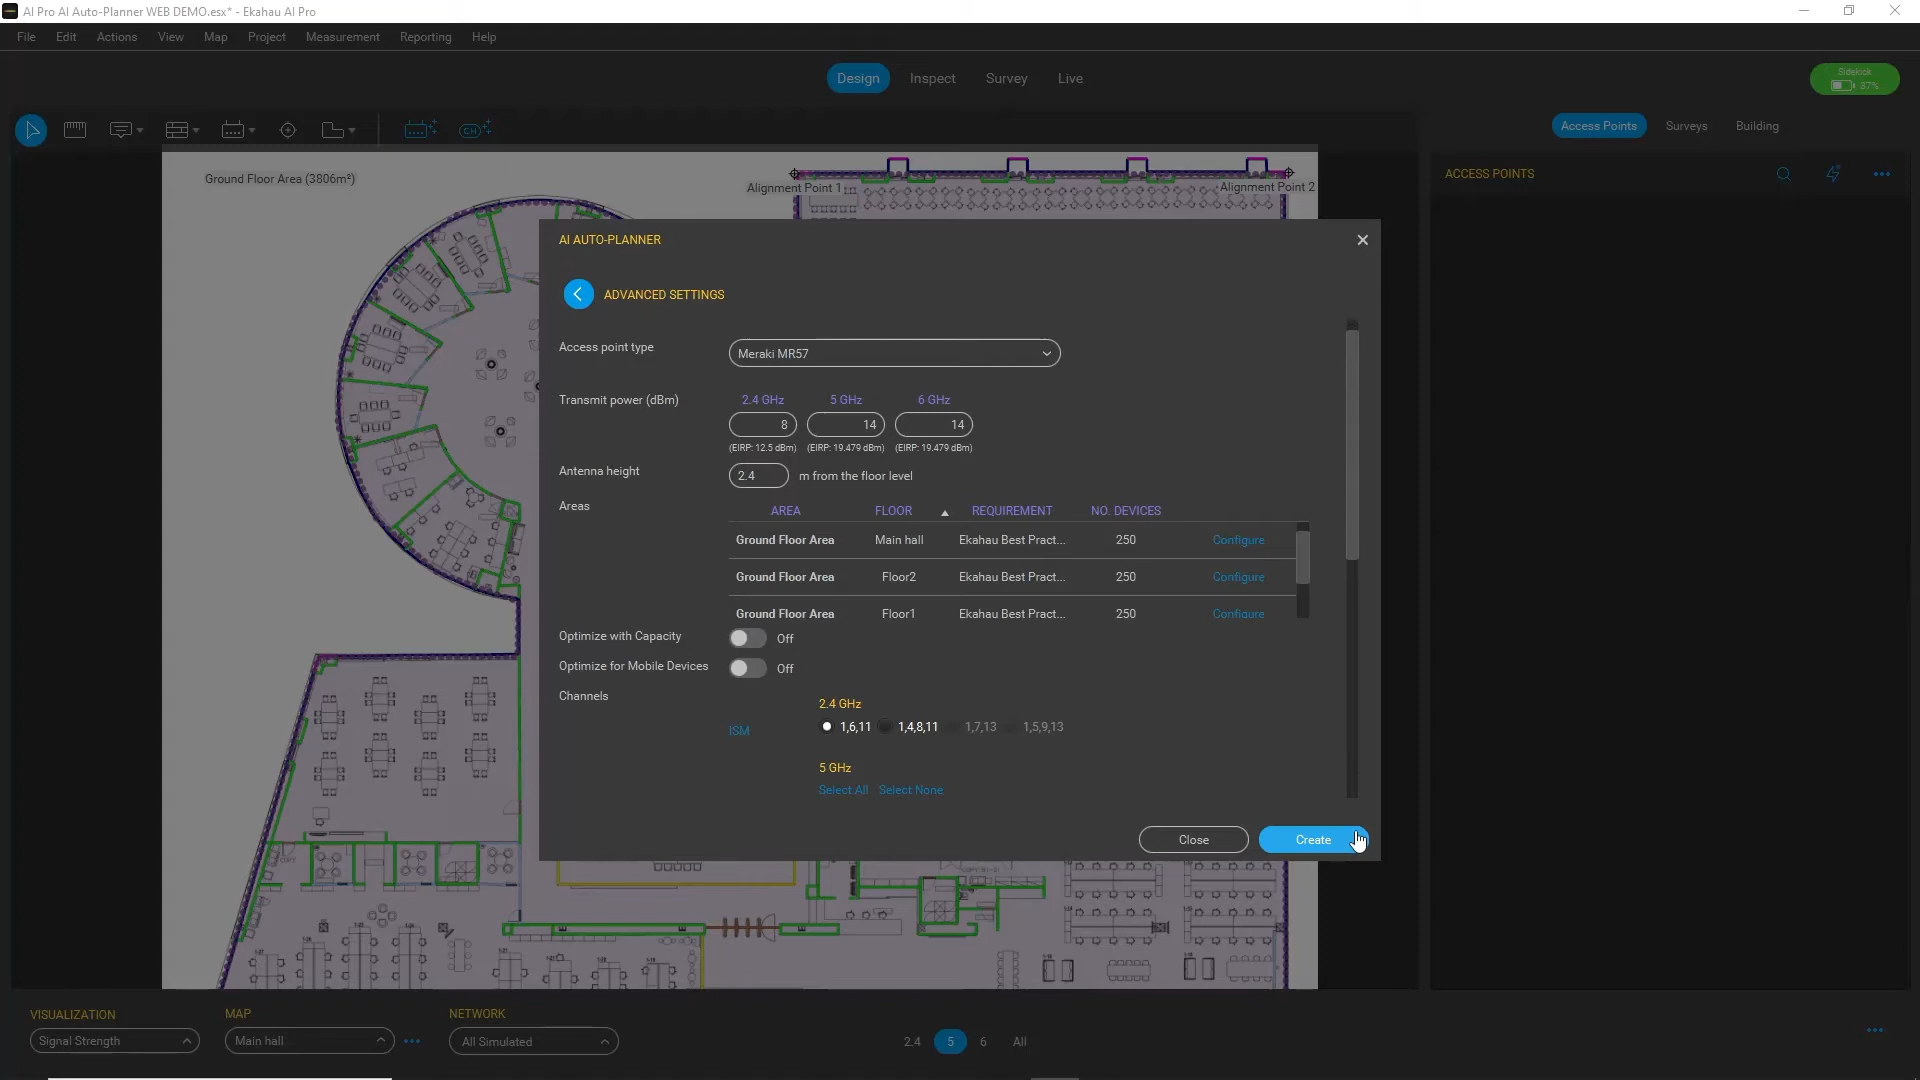 AI Pro AI Auto-Planner WEB DEMO.esx* - Ekahau AI Pro
File Edit Actions View Map Project Measurement Reporting Help
Design Inspect Survey Live
Sidekick
37%
CH
Access Points Surveys Building
ACCESS POINTS
Ground Floor Area (3806m²)
Alignment Point 1
Alignment Point 2
AI AUTO-PLANNER
ADVANCED SETTINGS
Access point type
Meraki MR57
Transmit power (dBm)
2.4 GHz 5 GHz 6 GHz
8 14 14
(EIRP: 12.5 dBm) (EIRP: 19.479 dBm) (EIRP: 19.479 dBm)
Antenna height
2.4 m from the floor level
Areas
AREA FLOOR REQUIREMENT NO. DEVICES
Ground Floor Area Main hall Ekahau Best Pract... 250 Configure
Ground Floor Area Floor2 Ekahau Best Pract... 250 Configure
Ground Floor Area Floor1 Ekahau Best Pract... 250 Configure
Optimize with Capacity Off
Optimize for Mobile Devices Off
Channels
2.4 GHz
ISM
1,6,11 1,4,8,11 1,7,13 1,5,9,13
5 GHz
Select All Select None
Close Create
VISUALIZATION MAP NETWORK
Signal Strength Main hall All Simulated
2.4 5 6 All